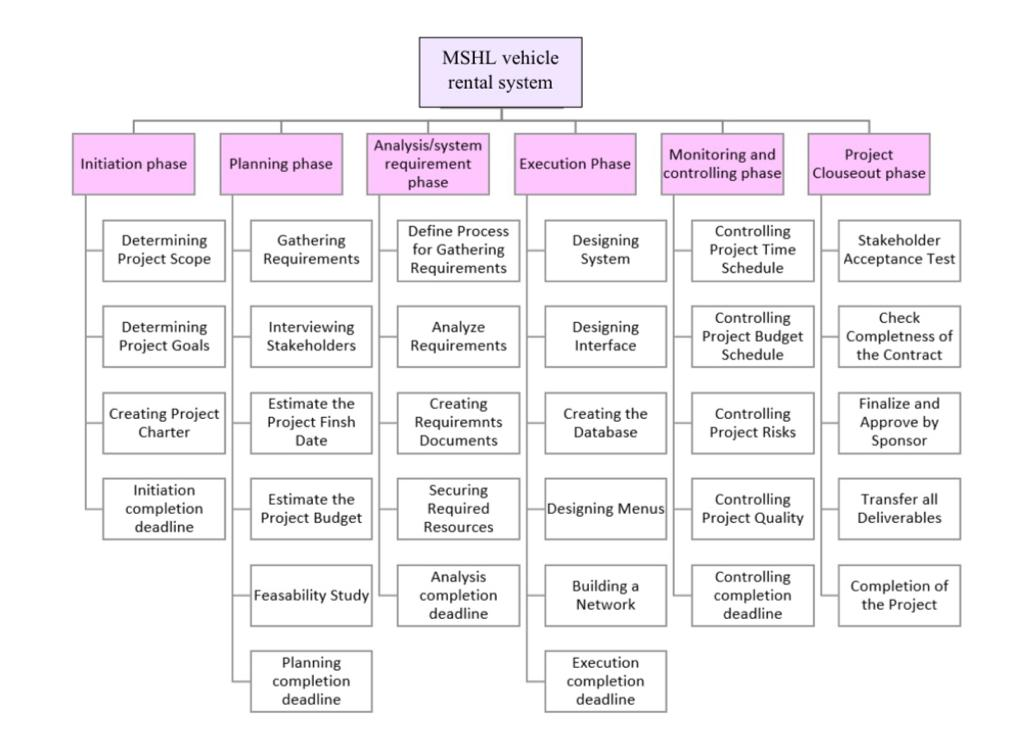 MSHL vehicle
rental system
Initiation phase
Planning phase
Analysis/system
requirement
phase
Execution Phase
Monitoring and
controlling phase
Project
Clouseout phase
Determining
Project Scope
Determining
Project Goals
Creating Project
Charter
Initiation
completion
deadline
Gathering
Requirements
Interviewing
Stakeholders
Estimate the
Project Finsh
Date
Estimate the
Project Budget
Feasability Study
Planning
completion
deadline
Define Process
for Gathering
Requirements
Analyze
Requirements
Creating
Requiremnts
Documents
Securing
Required
Resources
Analysis
completion
deadline
Designing
System
Designing
Interface
Creating the
Database
Designing Menus
Building a
Network
Execution
completion
deadline
Controlling
Project Time
Schedule
Controlling
Project Budget
Schedule
Controlling
Project Risks
Controlling
Project Quality
Controlling
completion
deadline
Stakeholder
Acceptance Test
Check
Completness of
the Contract
Finalize and
Approve by
Sponsor
Transfer all
Deliverables
Completion of
the Project